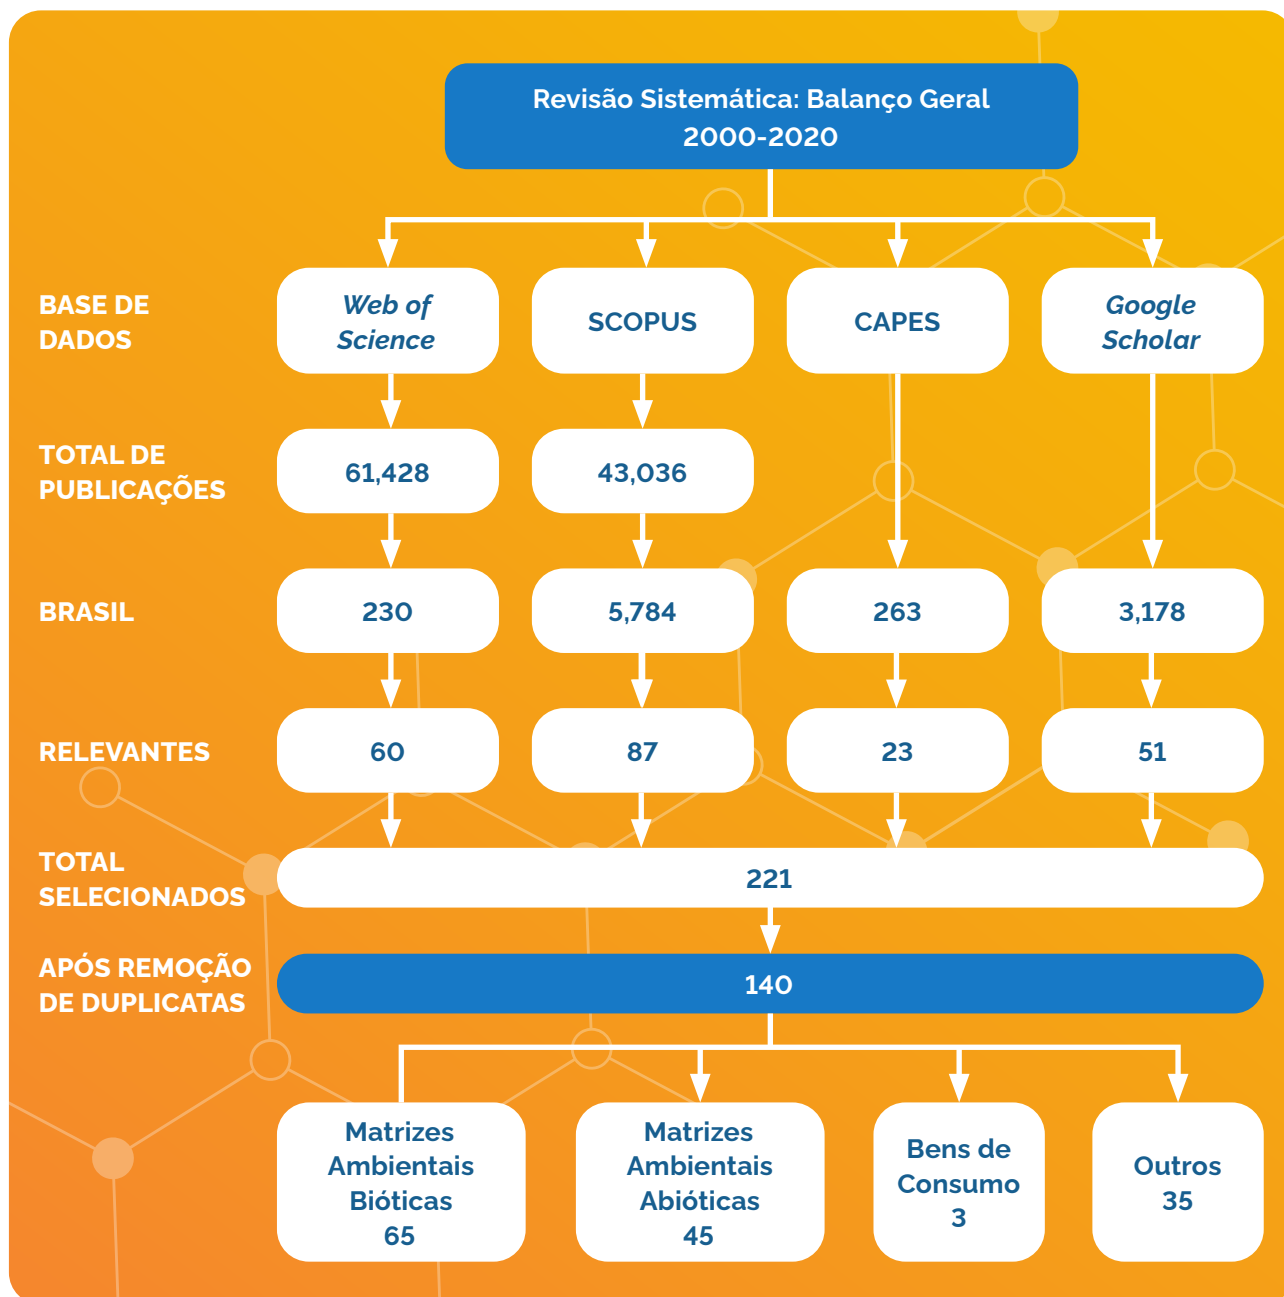 Revisão Sistemática: Balanço Geral
2000-2020
BASE DE
DADOS
Web of
Science
SCOPUS
CAPES
Google
Scholar
TOTAL DE
PUBLICAÇÕES
61,428
43,036
BRASIL
230
5,784
263
3,178
RELEVANTES
60
87
23
51
TOTAL
SELECIONADOS
221
APÓS REMOÇÃO
DE DUPLICATAS
140
Matrizes
Ambientais
Bióticas
65
Matrizes
Ambientais
Abióticas
45
Bens de
Consumo
3
Outros
35